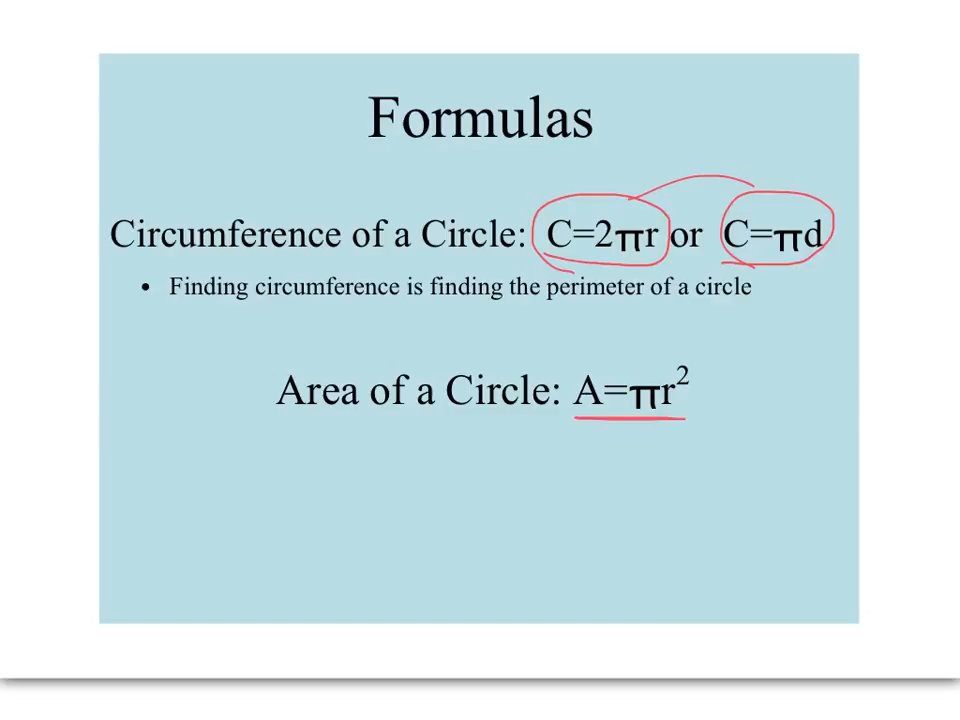 Formulas
Circumference of a Circle: C=2πr or C=πd
• Finding circumference is finding the perimeter of a circle
Area of a Circle: A=πr²